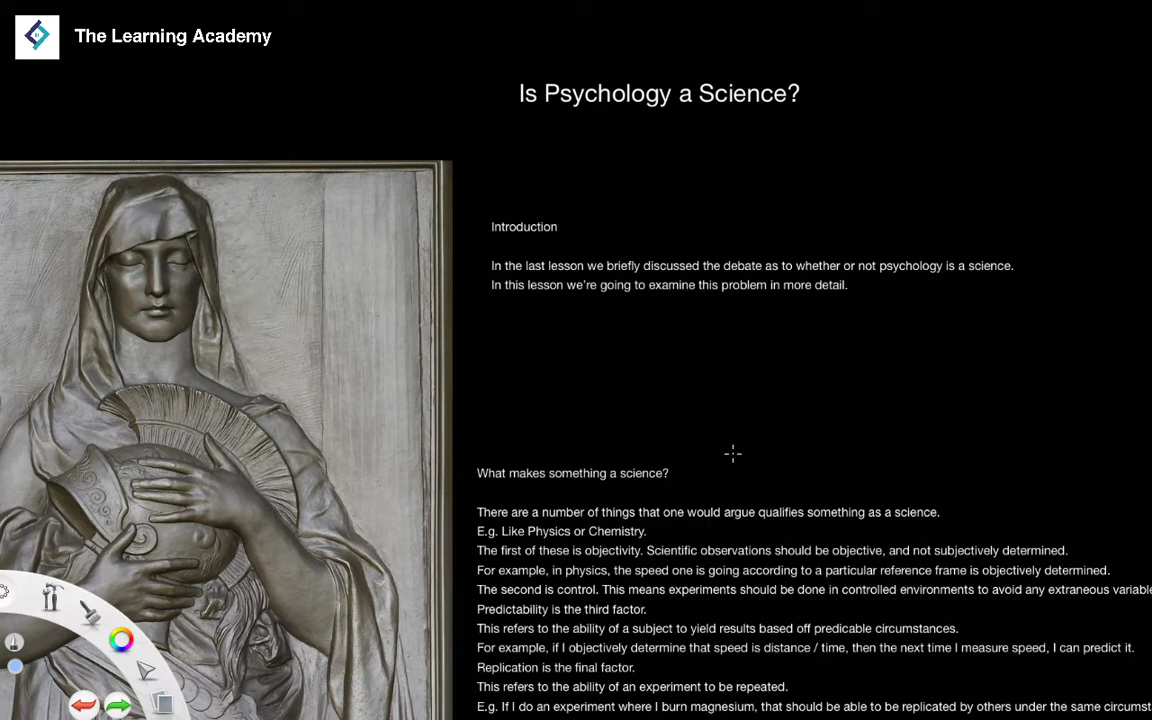 The Learning Academy
Is Psychology a Science?
Introduction
In the last lesson we briefly discussed the debate as to whether or not psychology is a science.
In this lesson we're going to examine this problem in more detail.
What makes something a science?
There are a number of things that one would argue qualifies something as a science.
E.g. Like Physics or Chemistry.
The first of these is objectivity. Scientific observations should be objective, and not subjectively determined.
For example, in physics, the speed one is going according to a particular reference frame is objectively determined.
The second is control. This means experiments should be done in controlled environments to avoid any extraneous variable
Predictability is the third factor.
This refers to the ability of a subject to yield results based off predicable circumstances.
For example, if I objectively determine that speed is distance / time, then the next time I measure speed, I can predict it.
Replication is the final factor.
This refers to the ability of an experiment to be repeated.
E.g. If I do an experiment where I burn magnesium, that should be able to be replicated by others under the same circumst